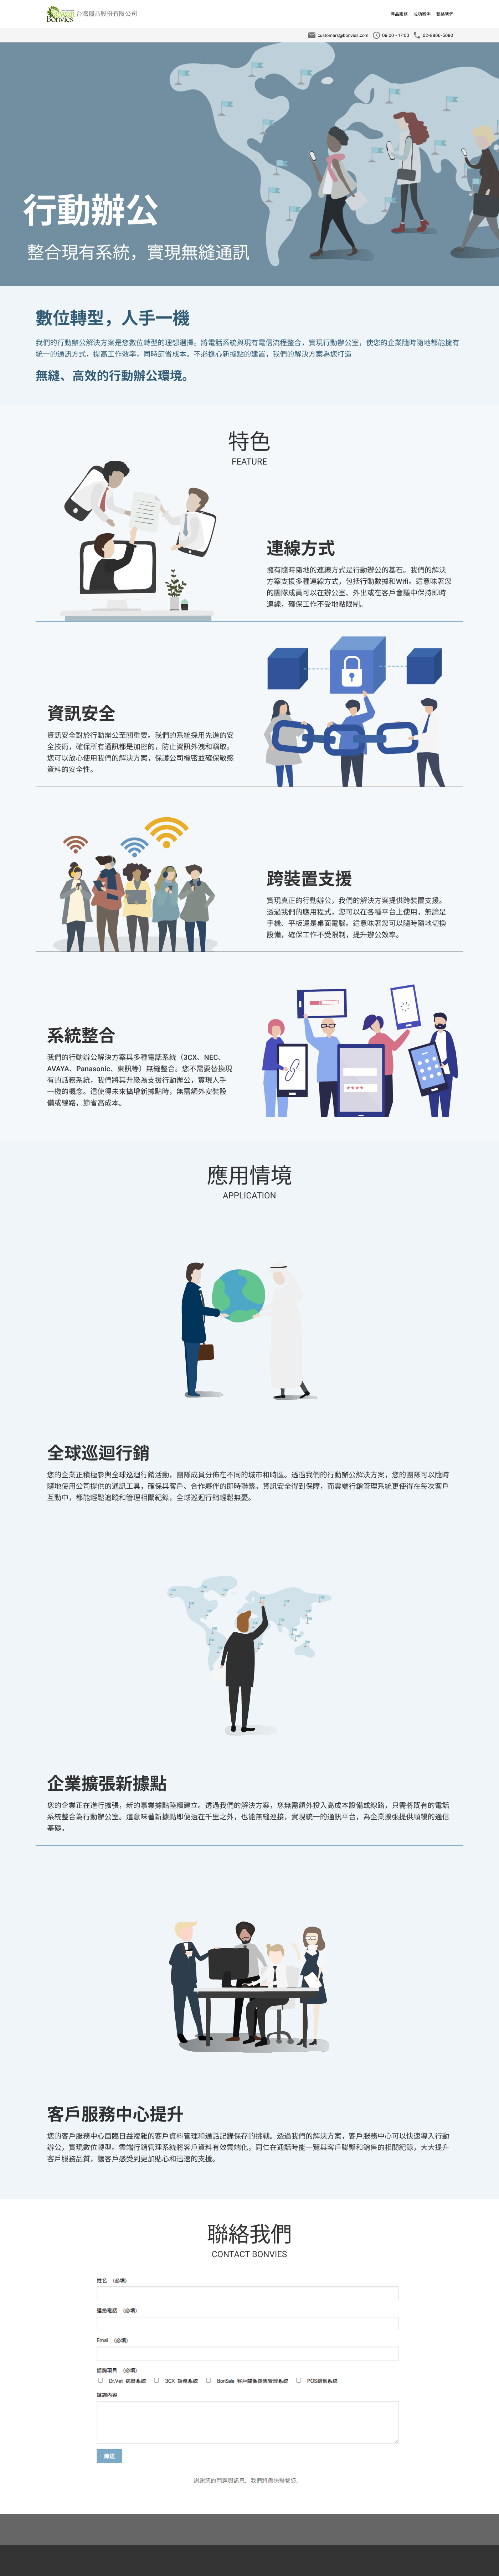 Bonvies 台灣種品股份有限公司
產品服務 成功案例 聯絡我們
customers@bonvies.com 09:00 - 17:00 02-8866-5680
行動辦公
整合現有系統，實現無縫通訊
數位轉型，人手一機
我們的行動辦公解決方案是您數位轉型的理想選擇。將電話系統與現有電信流程整合，實現行動辦公室，使您的企業隨時隨地都能擁有
統一的通訊方式，提高工作效率，同時節省成本。不必擔心新據點的建置，我們的解決方案為您打造
無縫、高效的行動辦公環境。
特色
FEATURE
連線方式
擁有隨時隨地的連線方式是行動辦公的基石。我們的解決
方案支援多種連線方式，包括行動數據和Wifi。這意味著您
的團隊成員可以在辦公室、外出或在客戶會議中保持即時
連線，確保工作不受地點限制。
資訊安全
資訊安全對於行動辦公至關重要。我們的系統採用先進的安
全技術，確保所有通訊都是加密的，防止資訊外洩和竊取。
您可以放心使用我們的解決方案，保護公司機密並確保敏感
資料的安全性。
跨裝置支援
實現真正的行動辦公，我們的解決方案提供跨裝置支援。
透過我們的應用程式，您可以在各種平台上使用，無論是
手機、平板還是桌面電腦。這意味著您可以隨時隨地切換
設備，確保工作不受限制，提升辦公效率。
系統整合
我們的行動辦公解決方案與多種電話系統（3CX、NEC、
AVAYA、Panasonic、東訊等）無縫整合。您不需要替換現
有的話務系統，我們將其升級為支援行動辦公，實現人手
一機的概念。這使得未來擴增新據點時，無需額外安裝設
備或線路，節省高成本。
應用情境
APPLICATION
全球巡迴行銷
您的企業正積極參與全球巡迴行銷活動，團隊成員分佈在不同的城市和時區。透過我們的行動辦公解決方案，您的團隊可以隨時
隨地使用公司提供的通訊工具，確保與客戶、合作夥伴的即時聯繫。資訊安全得到保障，而雲端行銷管理系統更使得在每次客戶
互動中，都能輕鬆追蹤和管理相關紀錄，全球巡迴行銷輕鬆無憂。
企業擴張新據點
您的企業正在進行擴張，新的事業據點陸續建立。透過我們的解決方案，您無需額外投入高成本設備或線路，只需將既有的電話
系統整合為行動辦公室。這意味著新據點即便遠在千里之外，也能無縫連接，實現統一的通訊平台，為企業擴張提供順暢的通信
基礎。
客戶服務中心提升
您的客戶服務中心面臨日益複雜的客戶資料管理和通話記錄保存的挑戰。透過我們的解決方案，客戶服務中心可以快速導入行動
辦公，實現數位轉型。雲端行銷管理系統將客戶資料有效雲端化，同仁在通話時能一覽與客戶聯繫和銷售的相關紀錄，大大提升
客戶服務品質，讓客戶感受到更加貼心和迅速的支援。
聯絡我們
CONTACT BONVIES
姓名 (必填)
連絡電話 (必填)
Email (必填)
諮詢項目 (必填)
Dr.Vet 病歷系統 3CX 話務系統 BonSale 客戶關係銷售管理系統 POS銷售系統
諮詢內容
傳送
謝謝您的問題與訊息，我們將盡快聯繫您。